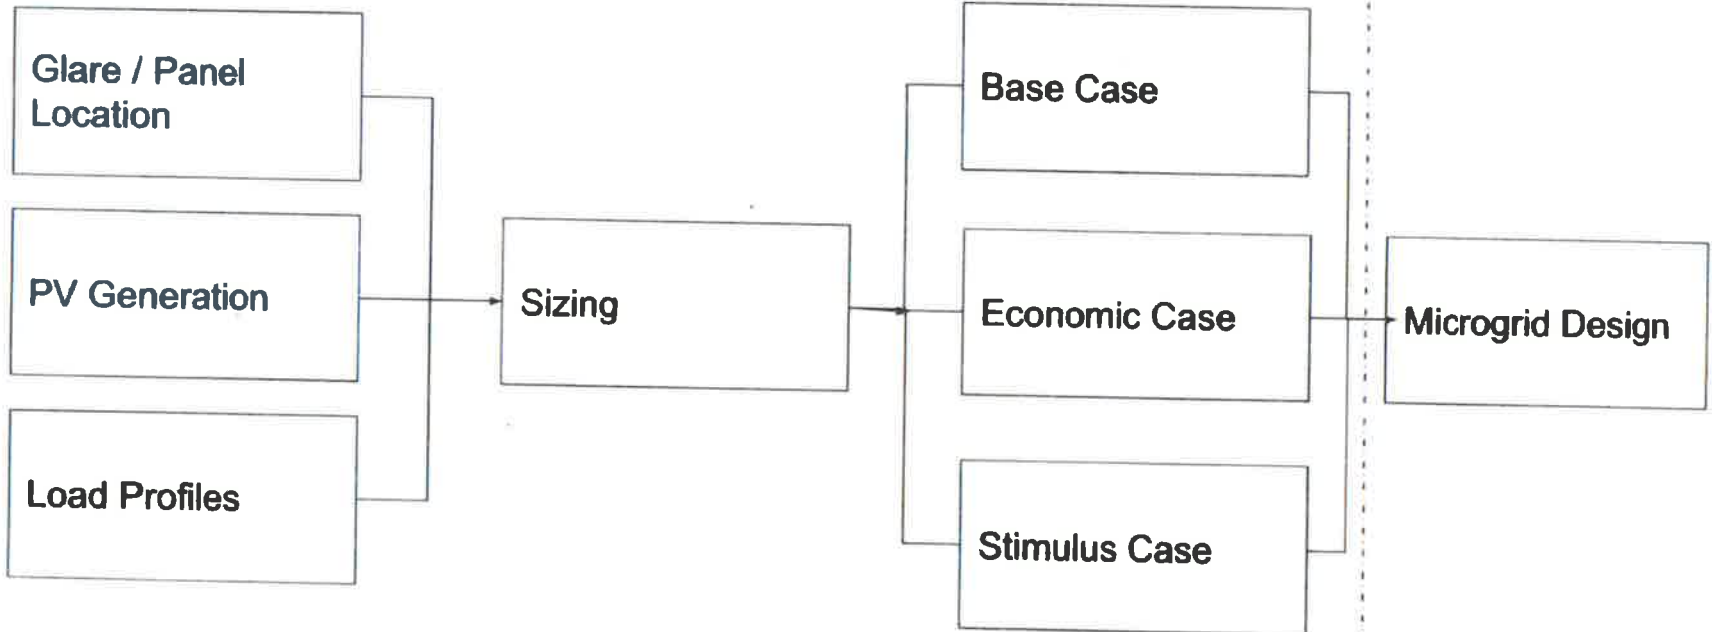 Glare / Panel
Location
PV Generation
Load Profiles
Sizing
Base Case
Economic Case
Stimulus Case
Microgrid Design